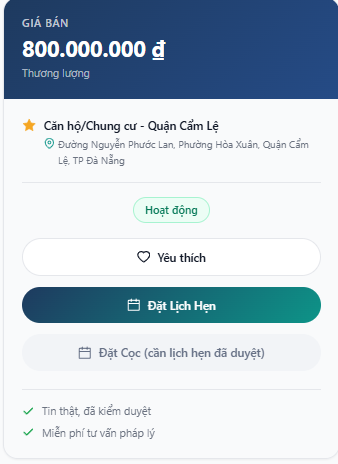 GIÁ BÁN
800.000.000 ₫
Thương lượng
Căn hộ/Chung cư - Quận Cẩm Lệ
Đường Nguyễn Phước Lan, Phường Hòa Xuân, Quận Cẩm
Lệ, TP Đà Nẵng
Hoạt động
Yêu thích
Đặt Lịch Hẹn
Đặt Cọc (cần lịch hẹn đã duyệt)
Tin thật, đã kiểm duyệt
Miễn phí tư vấn pháp lý